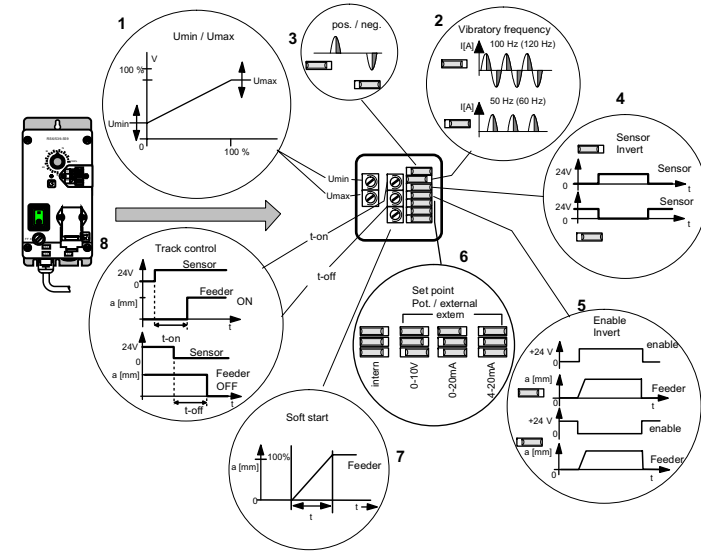 1
Umin / Umax
V
100 %
Umax
Umin
0
100 %
3
pos. / neg.
2
Vibratory frequency
I[A]
100 Hz (120 Hz)
I[A]
50 Hz (60 Hz)
4
Sensor
Invert
Sensor
24V
0
t
Sensor
24V
0
t
Umin
Umax
t-on
t-off
8
Track control
24V
Sensor
0
a [mm]
Feeder
ON
t
t-on
24V
Sensor
0
a [mm]
Feeder
OFF
t
t-off
6
Set point
Pot. / external
extern
intern
0-10V
0-20mA
4-20mA
5
Enable
Invert
enable
+24 V
0
a [mm]
Feeder
+24 V
0
enable
a [mm]
Feeder
0
t
7
Soft start
100%
a [mm]
Feeder
0
t
t